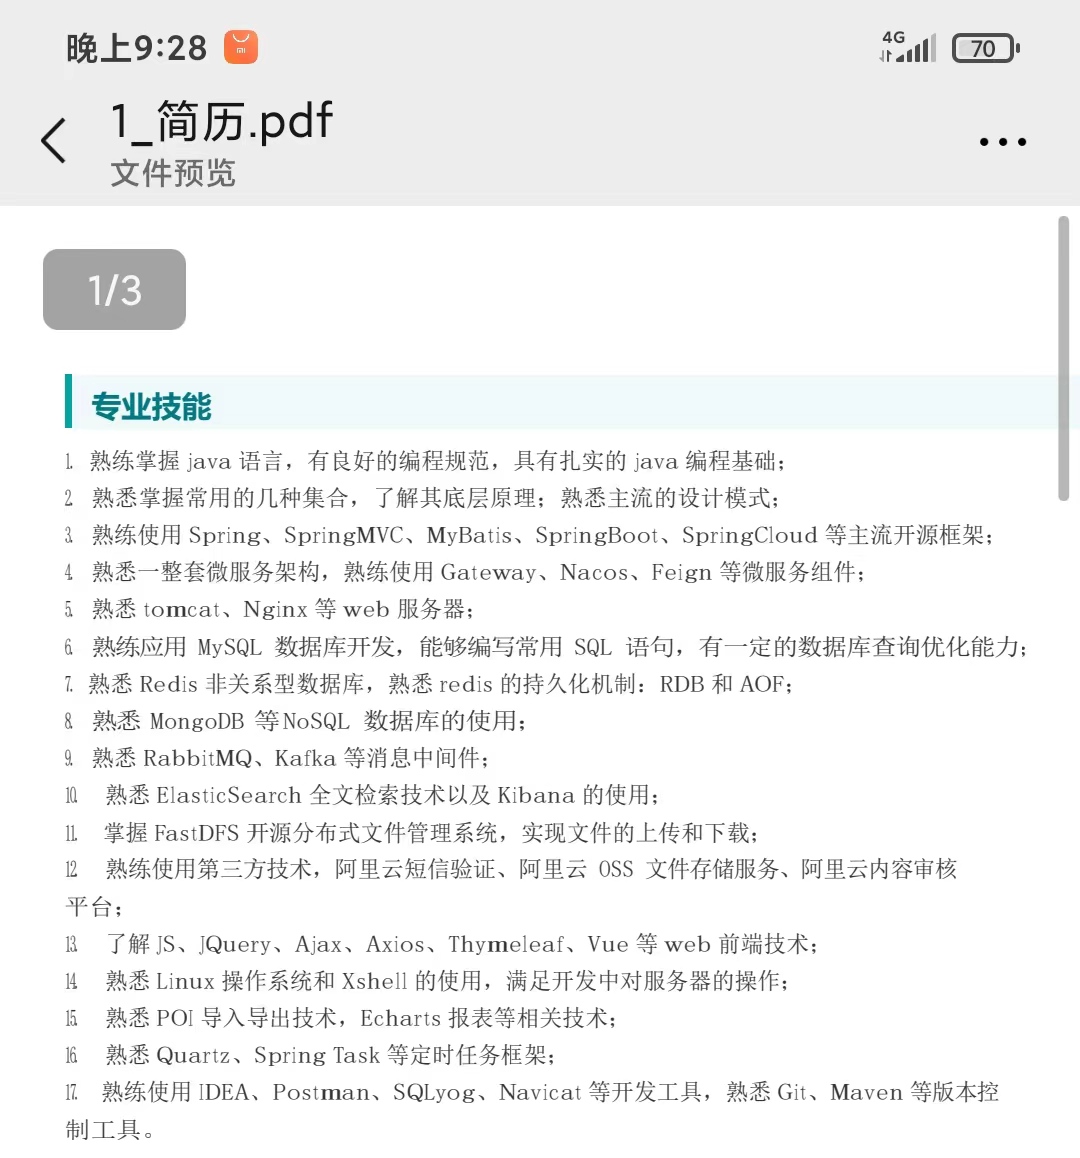 晚上9:28
4G
70
1_简历.pdf
文件预览
1/3
专业技能
1. 熟练掌握 java 语言，有良好的编程规范，具有扎实的 java 编程基础；
2. 熟悉掌握常用的几种集合，了解其底层原理；熟悉主流的设计模式；
3. 熟练使用 Spring、SpringMVC、MyBatis、SpringBoot、SpringCloud 等主流开源框架；
4. 熟悉一整套微服务架构，熟练使用 Gateway、Nacos、Feign 等微服务组件；
5. 熟悉 tomcat、Nginx 等 web 服务器；
6. 熟练应用 MySQL 数据库开发，能够编写常用 SQL 语句，有一定的数据库查询优化能力；
7. 熟悉 Redis 非关系型数据库，熟悉 redis 的持久化机制：RDB 和 AOF；
8. 熟悉 MongoDB 等 NoSQL 数据库的使用；
9. 熟悉 RabbitMQ、Kafka 等消息中间件；
10. 熟悉 ElasticSearch 全文检索技术以及 Kibana 的使用；
11. 掌握 FastDFS 开源分布式文件管理系统，实现文件的上传和下载；
12. 熟练使用第三方技术，阿里云短信验证、阿里云 OSS 文件存储服务、阿里云内容审核
平台；
13. 了解 JS、JQuery、Ajax、Axios、Thymeleaf、Vue 等 web 前端技术；
14. 熟悉 Linux 操作系统和 Xshell 的使用，满足开发中对服务器的操作；
15. 熟悉 POI 导入导出技术，Echarts 报表等相关技术；
16. 熟悉 Quartz、Spring Task 等定时任务框架；
17. 熟练使用 IDEA、Postman、SQLyog、Navicat 等开发工具，熟悉 Git、Maven 等版本控
制工具。